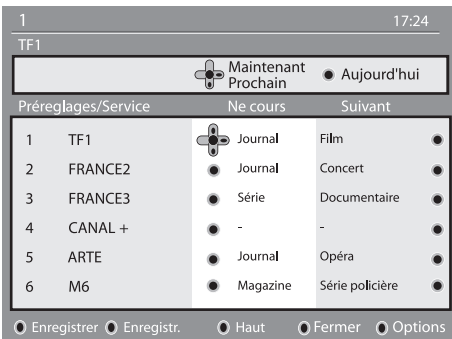 1 17:24
TF1
Maintenant
Prochain
Aujourd'hui
Préreglages/Service Ne cours Suivant
1 TF1 Journal Film
2 FRANCE2 Journal Concert
3 FRANCE3 Série Documentaire
4 CANAL + - -
5 ARTE Journal Opéra
6 M6 Magazine Série policière
Enregistrer Enregistr. Haut Fermer Options